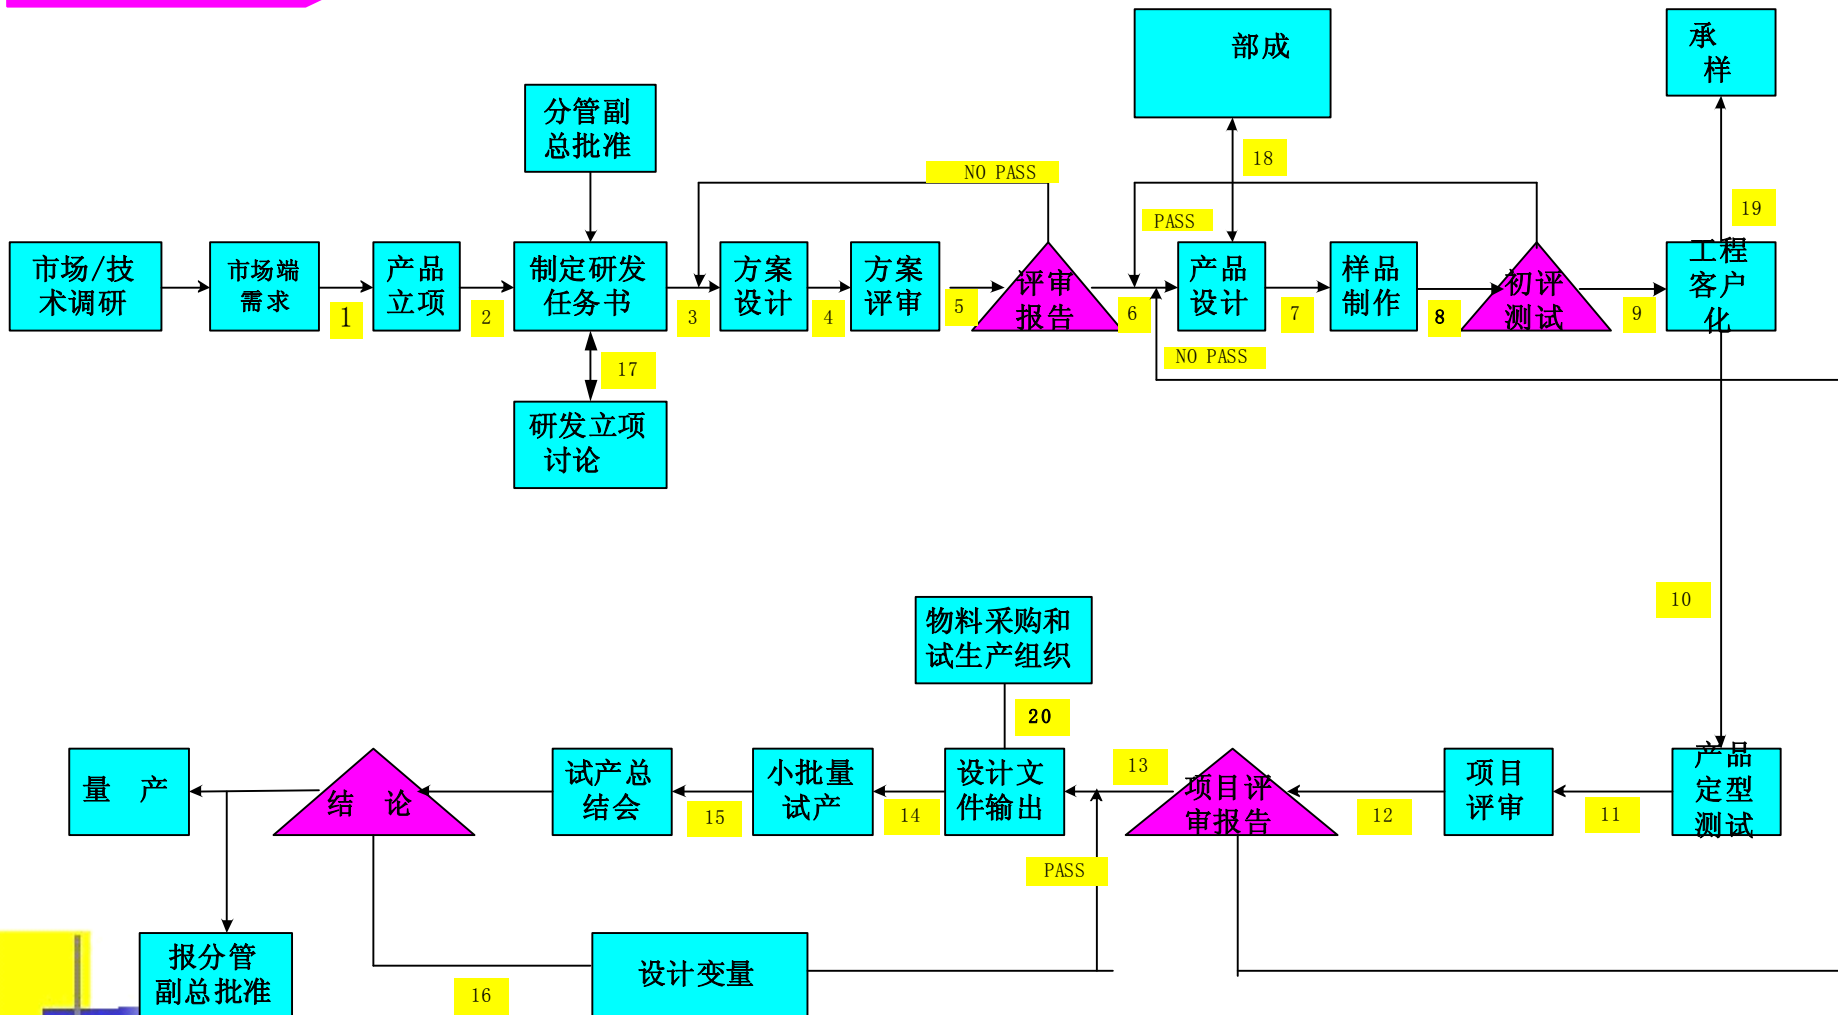 部成
承
样
分管副
总批准
18
NO PASS
PASS
19
市场/技
术调研
市场端
需求
产品
立项
制定研发
任务书
方案
设计
方案
评审
评审
报告
产品
设计
样品
制作
初评
测试
工程
客户
化
1
2
3
4
5
6
7
8
9
NO PASS
17
研发立项
讨论
10
物料采购和
试生产组织
20
量 产
结 论
试产总
结会
小批量
试产
设计文
件输出
13
项目评
审报告
项目
评审
产品
定型
测试
15
14
12
11
PASS
报分管
副总批准
16
设计变量